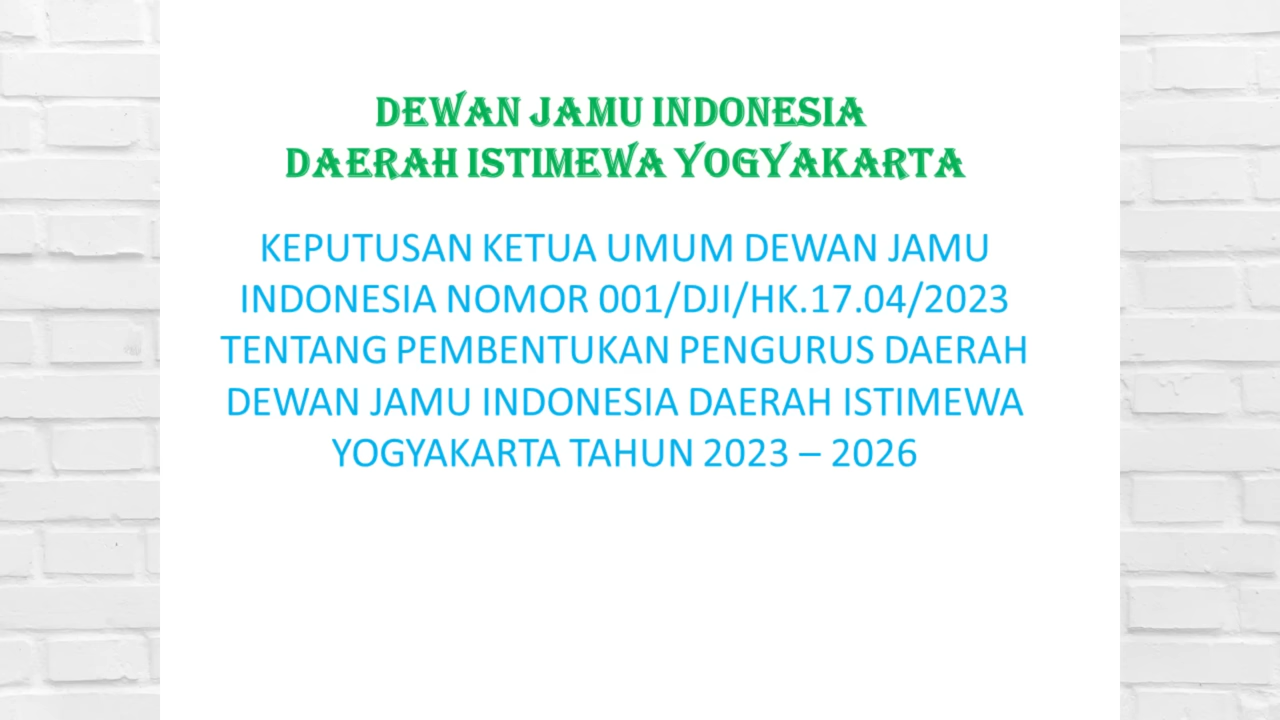 DEWAN JAMU INDONESIA
DAERAH ISTIMEWA YOGYAKARTA
KEPUTUSAN KETUA UMUM DEWAN JAMU
INDONESIA NOMOR 001/DJI/HK.17.04/2023
TENTANG PEMBENTUKAN PENGURUS DAERAH
DEWAN JAMU INDONESIA DAERAH ISTIMEWA
YOGYAKARTA TAHUN 2023 – 2026